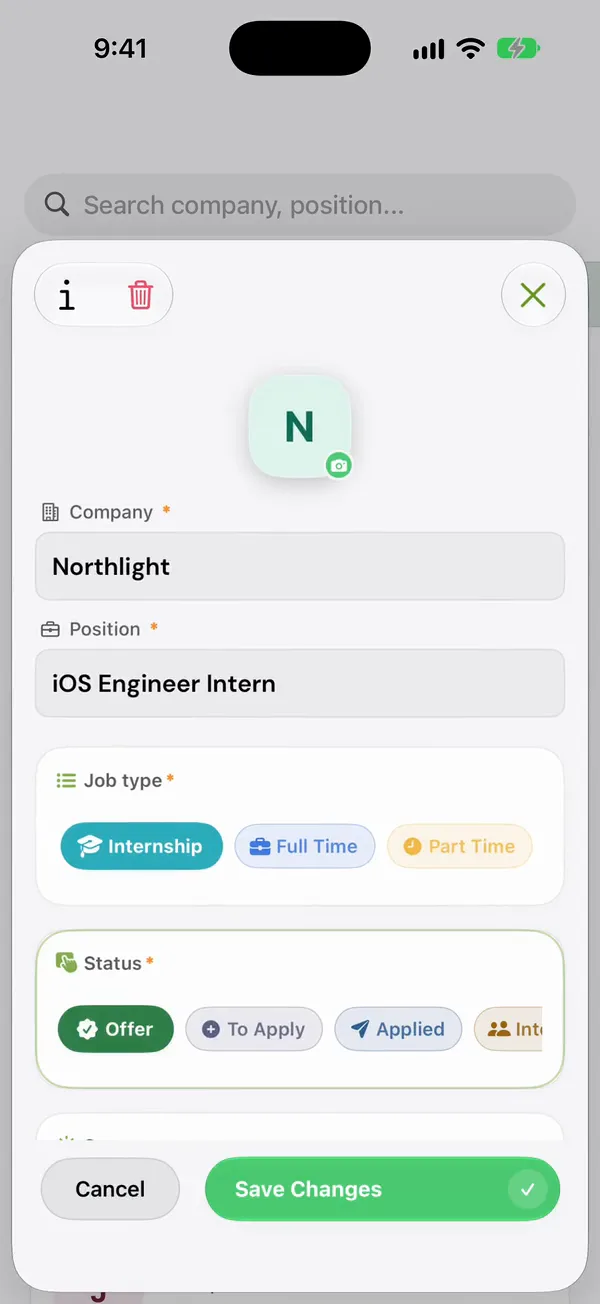 9:41
Search company, position...
i
N
Company *
Northlight
Position *
iOS Engineer Intern
Job type *
Internship Full Time Part Time
Status *
Offer To Apply Applied
Cancel Save Changes
J